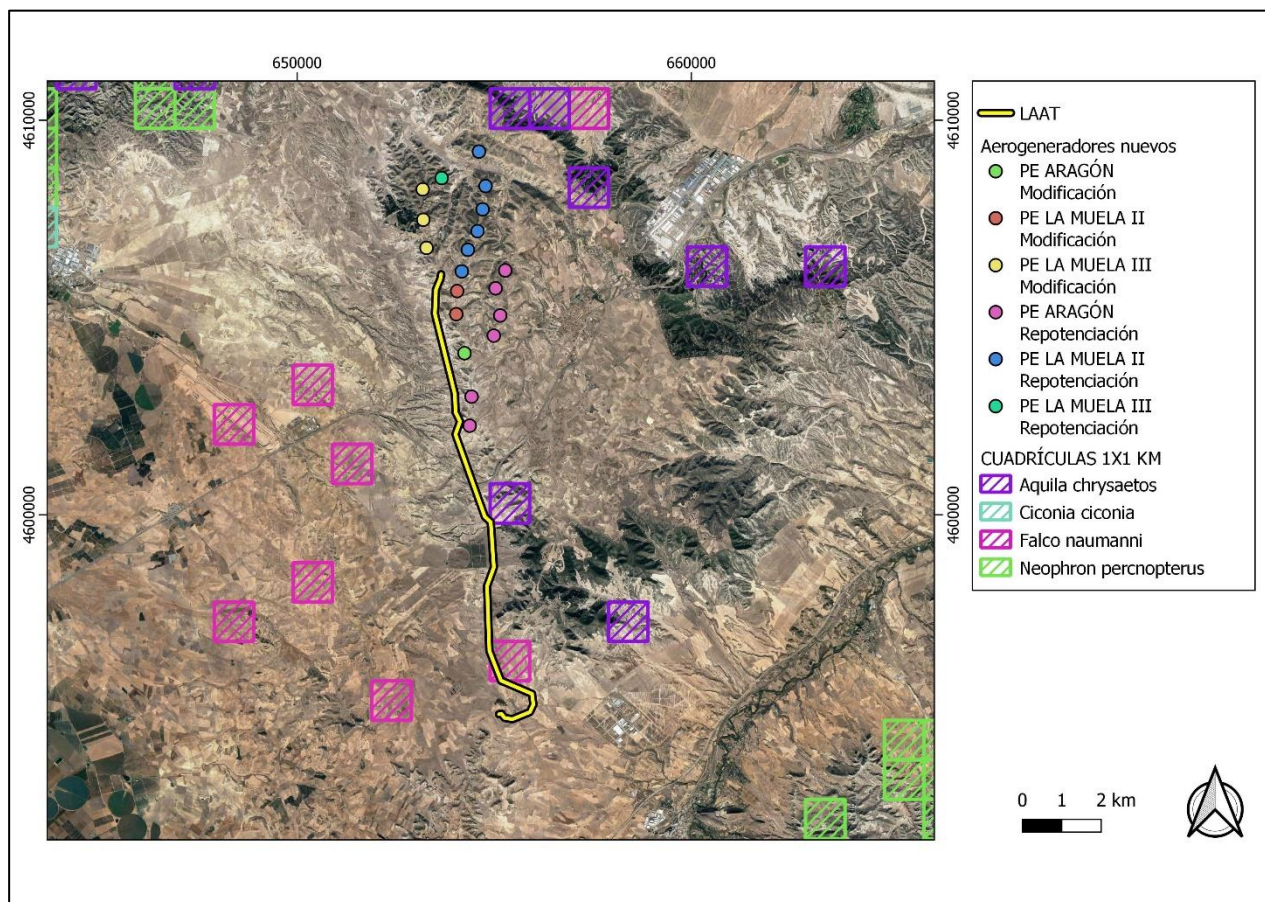 650000
660000
4610000
4610000
4600000
4600000
LAAT
Aerogeneradores nuevos
PE ARAGÓN
Modificación
PE LA MUELA II
Modificación
PE LA MUELA III
Modificación
PE ARAGÓN
Repotenciación
PE LA MUELA II
Repotenciación
PE LA MUELA III
Repotenciación
CUADRÍCULAS 1X1 KM
Aquila chrysaetos
Ciconia ciconia
Falco naumanni
Neophron percnopterus
0 1 2 km